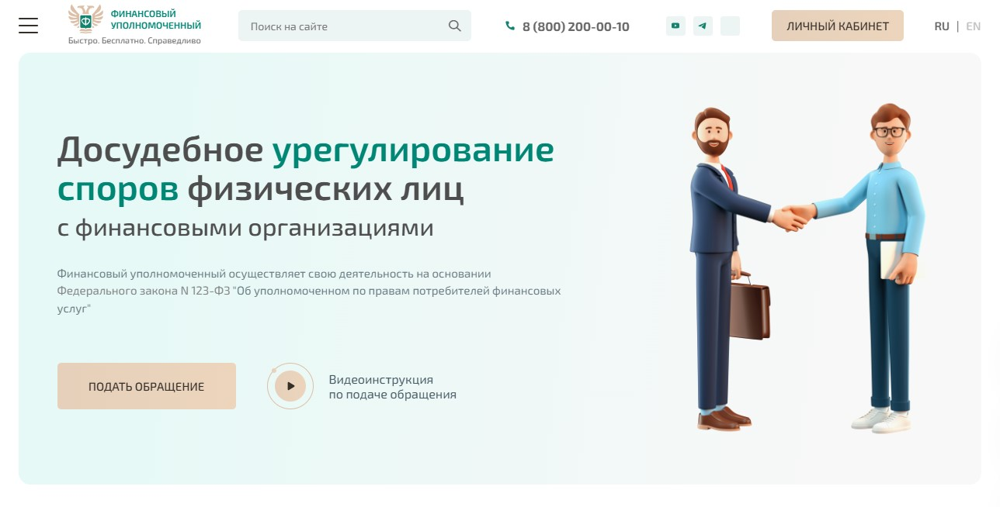 ФИНАНСОВЫЙ
УПОЛНОМОЧЕННЫЙ
Быстро. Бесплатно. Справедливо
Поиск на сайте
8 (800) 200-00-10
ЛИЧНЫЙ КАБИНЕТ
RU | EN
Досудебное урегулирование
споров физических лиц
с финансовыми организациями
Финансовый уполномоченный осуществляет свою деятельность на основании
Федерального закона N 123-ФЗ "Об уполномоченном по правам потребителей финансовых
услуг"
ПОДАТЬ ОБРАЩЕНИЕ
Видеоинструкция
по подаче обращения